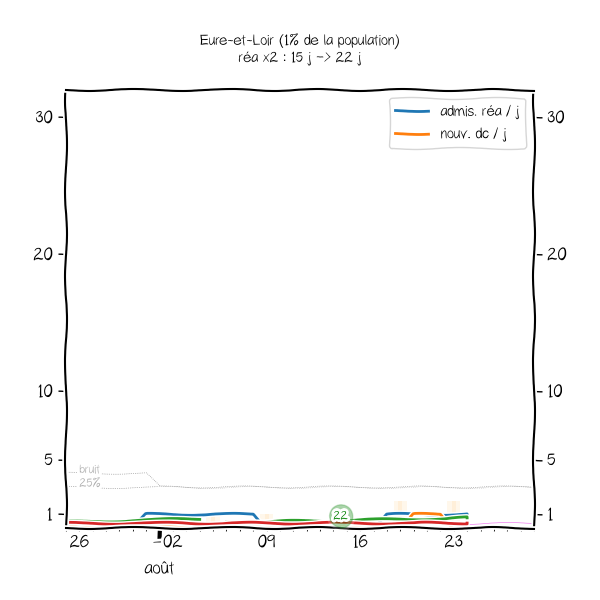 Eure-et-Loir (1% de la population)
réa x2 : 15 j -> 22 j
admis. réa / j
nouv. dc / j
30 30
20 20
10 10
5 5
bruit
25%
1 22 1
26 02 09 16 23
août